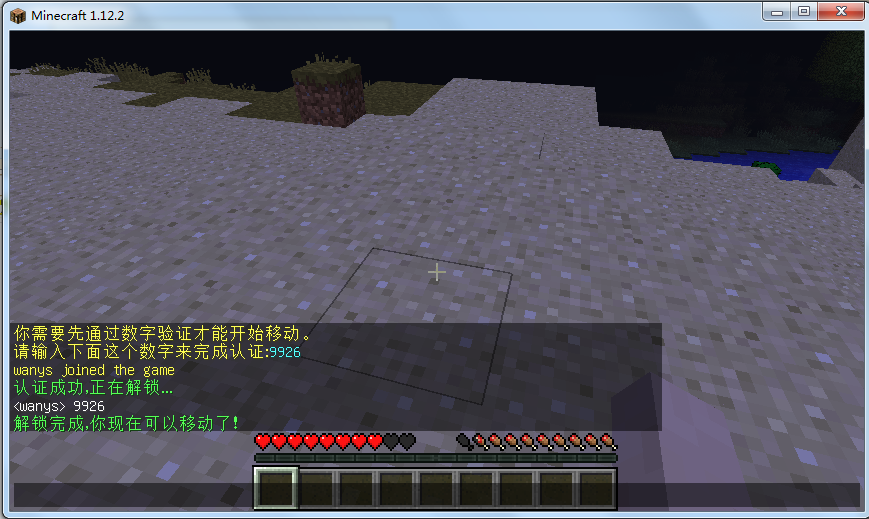 Minecraft 1.12.2
你需要先通过数字验证才能开始移动。
请输入下面这个数字来完成认证:9926
wanys joined the game
认证成功,正在解锁...
<wanys> 9926
解锁完成,你现在可以移动了!